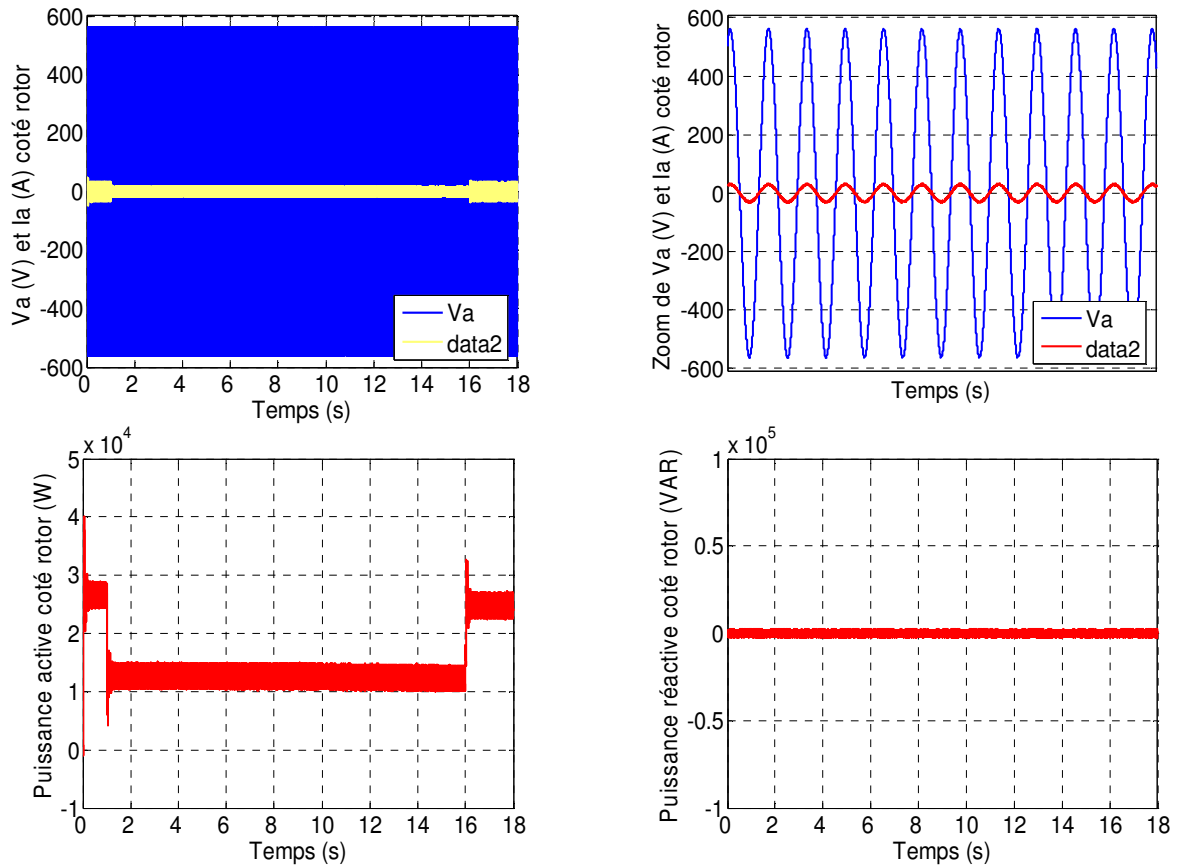 Va (V) et Ia (A) coté rotor
600
400
200
0
-200
-400
-600
Va
data2
0 2 4 6 8 10 12 14 16 18
Temps (s)
Zoom de Va (V) et Ia (A) coté rotor
600
400
200
0
-200
-400
-600
Va
data2
Temps (s)
Puissance active coté rotor (W)
x 10^4
5
4
3
2
1
0
-1
0 2 4 6 8 10 12 14 16 18
Temps (s)
Puissance réactive coté rotor (VAR)
x 10^5
1
0.5
0
-0.5
-1
0 2 4 6 8 10 12 14 16 18
Temps (s)